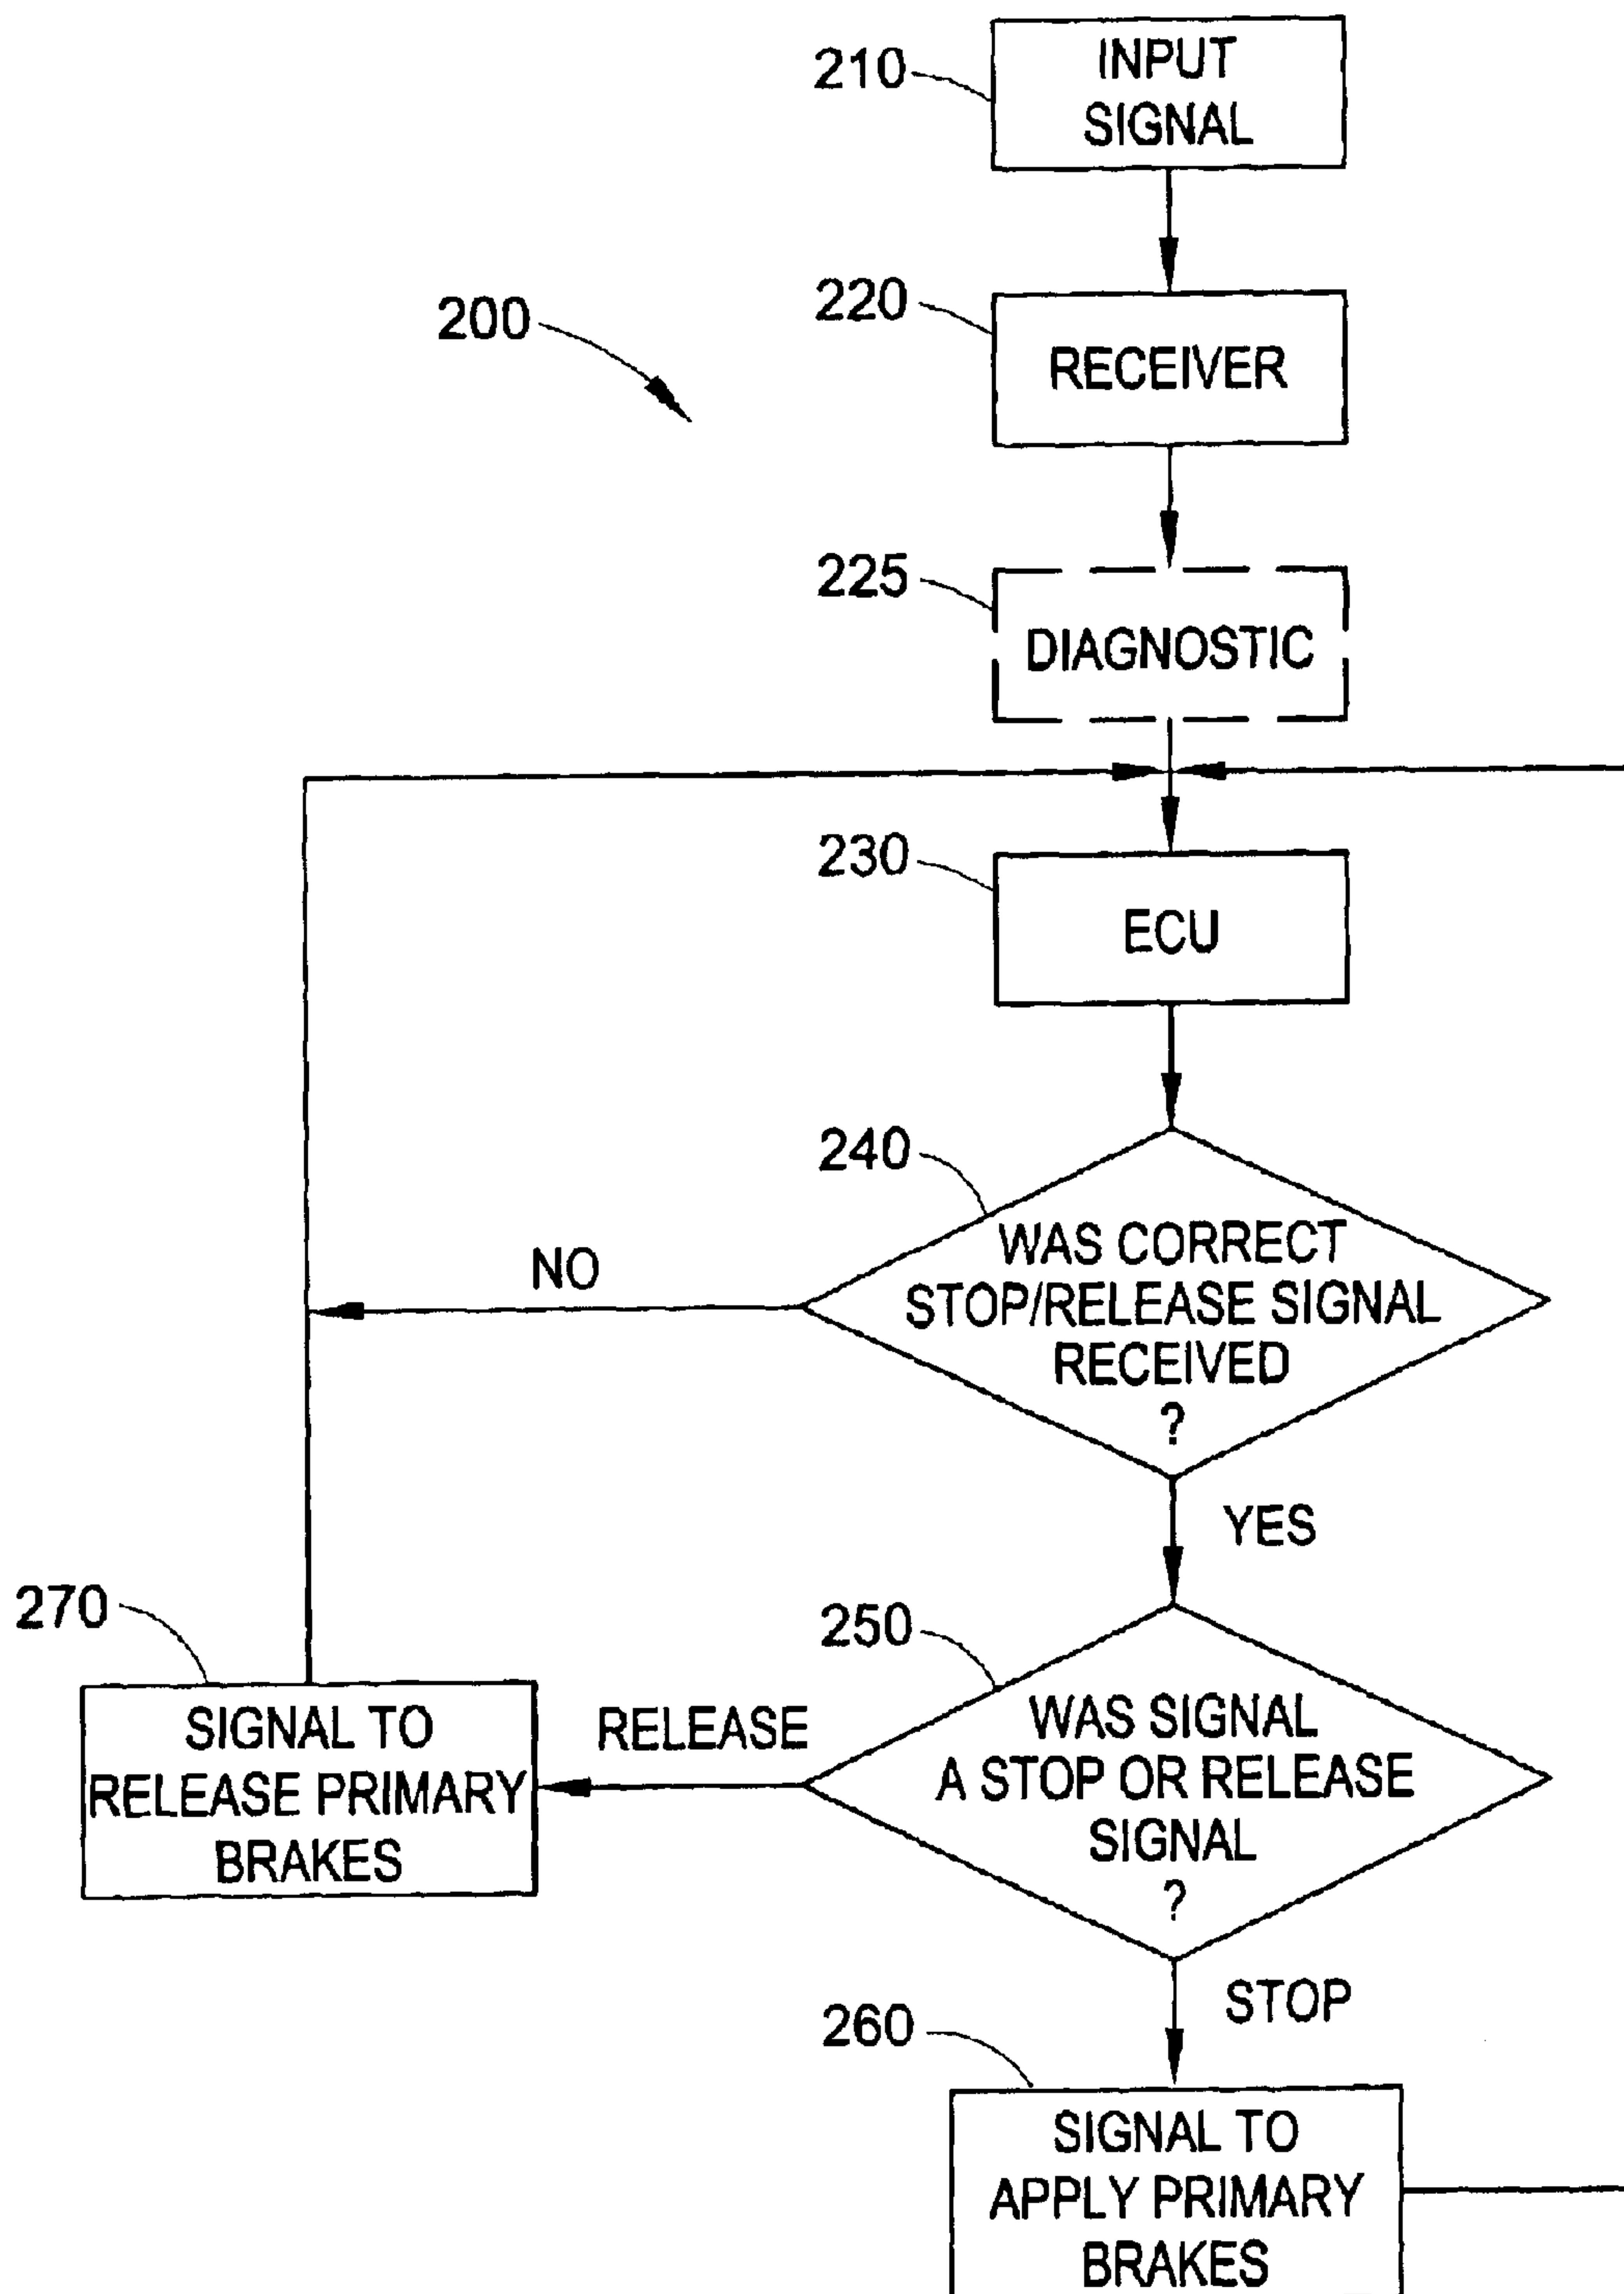 210
INPUT
SIGNAL
220
200
RECEIVER
225
DIAGNOSTIC
230
ECU
240
WAS CORRECT
STOP/RELEASE SIGNAL
RECEIVED
?
NO
YES
270
250
SIGNAL TO
RELEASE PRIMARY
BRAKES
RELEASE
WAS SIGNAL
A STOP OR RELEASE
SIGNAL
?
STOP
260
SIGNAL TO
APPLY PRIMARY
BRAKES